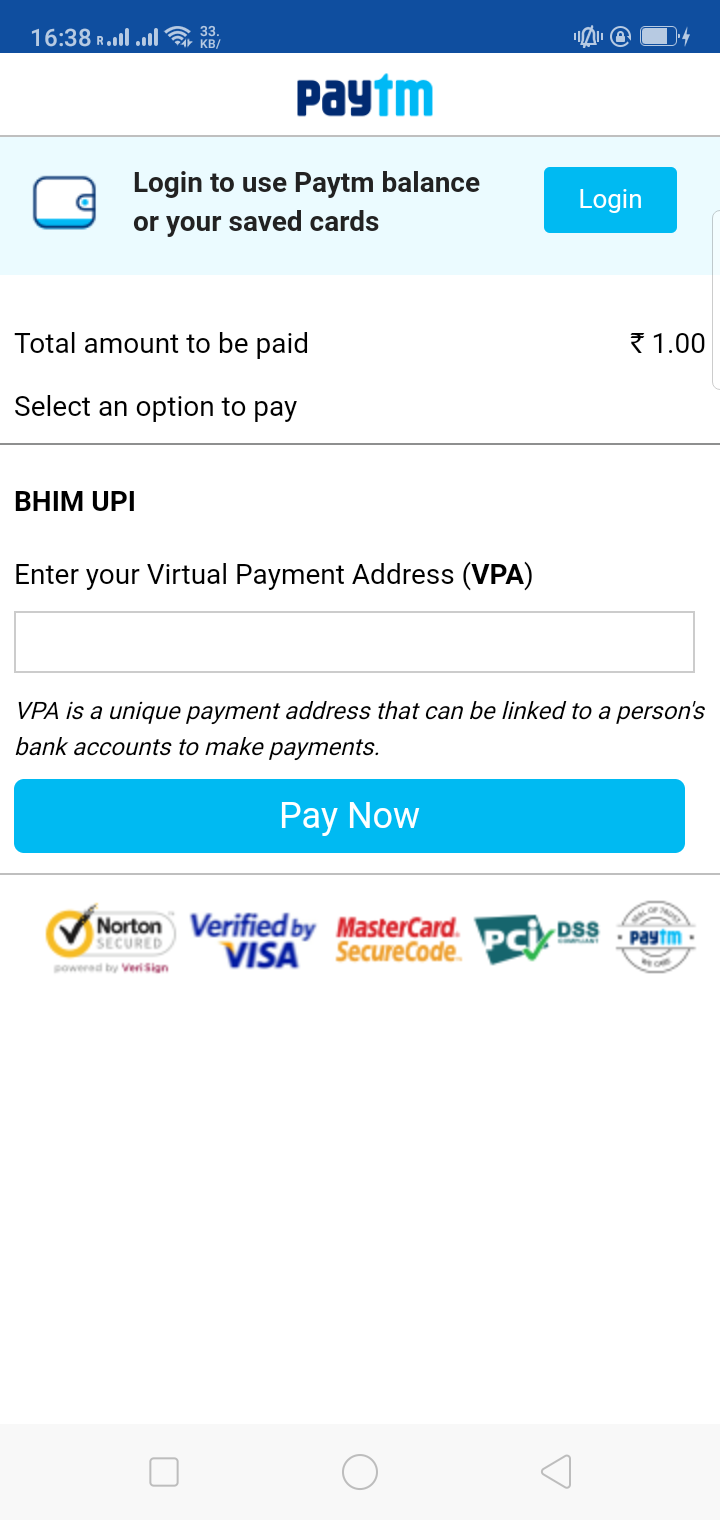 16:38 R 33. KB/
paytm
Login to use Paytm balance
or your saved cards
Login
Total amount to be paid ₹ 1.00
Select an option to pay
BHIM UPI
Enter your Virtual Payment Address (VPA)
VPA is a unique payment address that can be linked to a person's
bank accounts to make payments.
Pay Now
Norton
SECURED
powered by VeriSign
Verified by
VISA
MasterCard.
SecureCode.
PCI DSS
COMPLIANT
SEAL OF TRUST
paytm
WE CARE